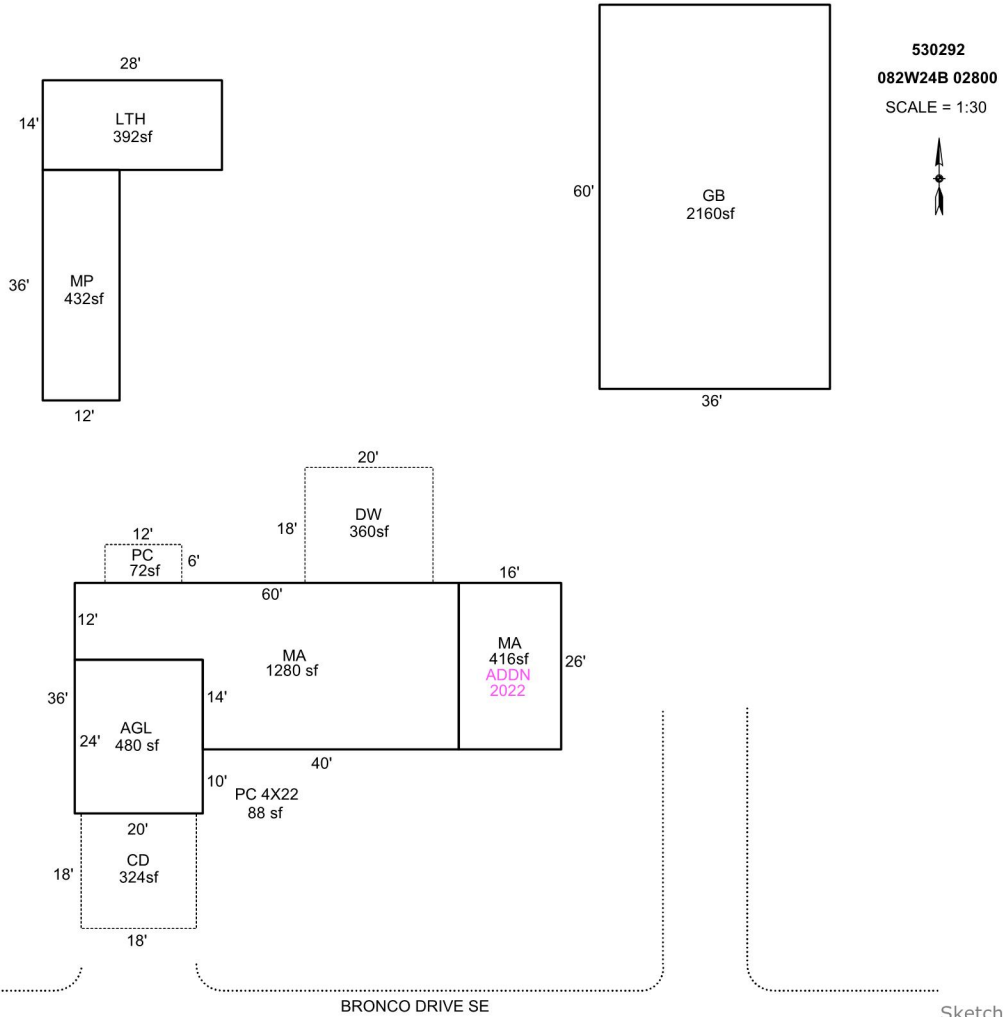 530292
082W24B 02800
SCALE = 1:30
28'
14'
LTH
392sf
36'
MP
432sf
12'
60'
GB
2160sf
36'
20'
18'
DW
360sf
12'
PC
72sf
6'
60'
16'
12'
MA
1280 sf
MA
416sf
ADDN
2022
26'
36'
14'
AGL
480 sf
24'
40'
10'
PC 4X22
88 sf
20'
CD
324sf
18'
18'
BRONCO DRIVE SE
Sketch